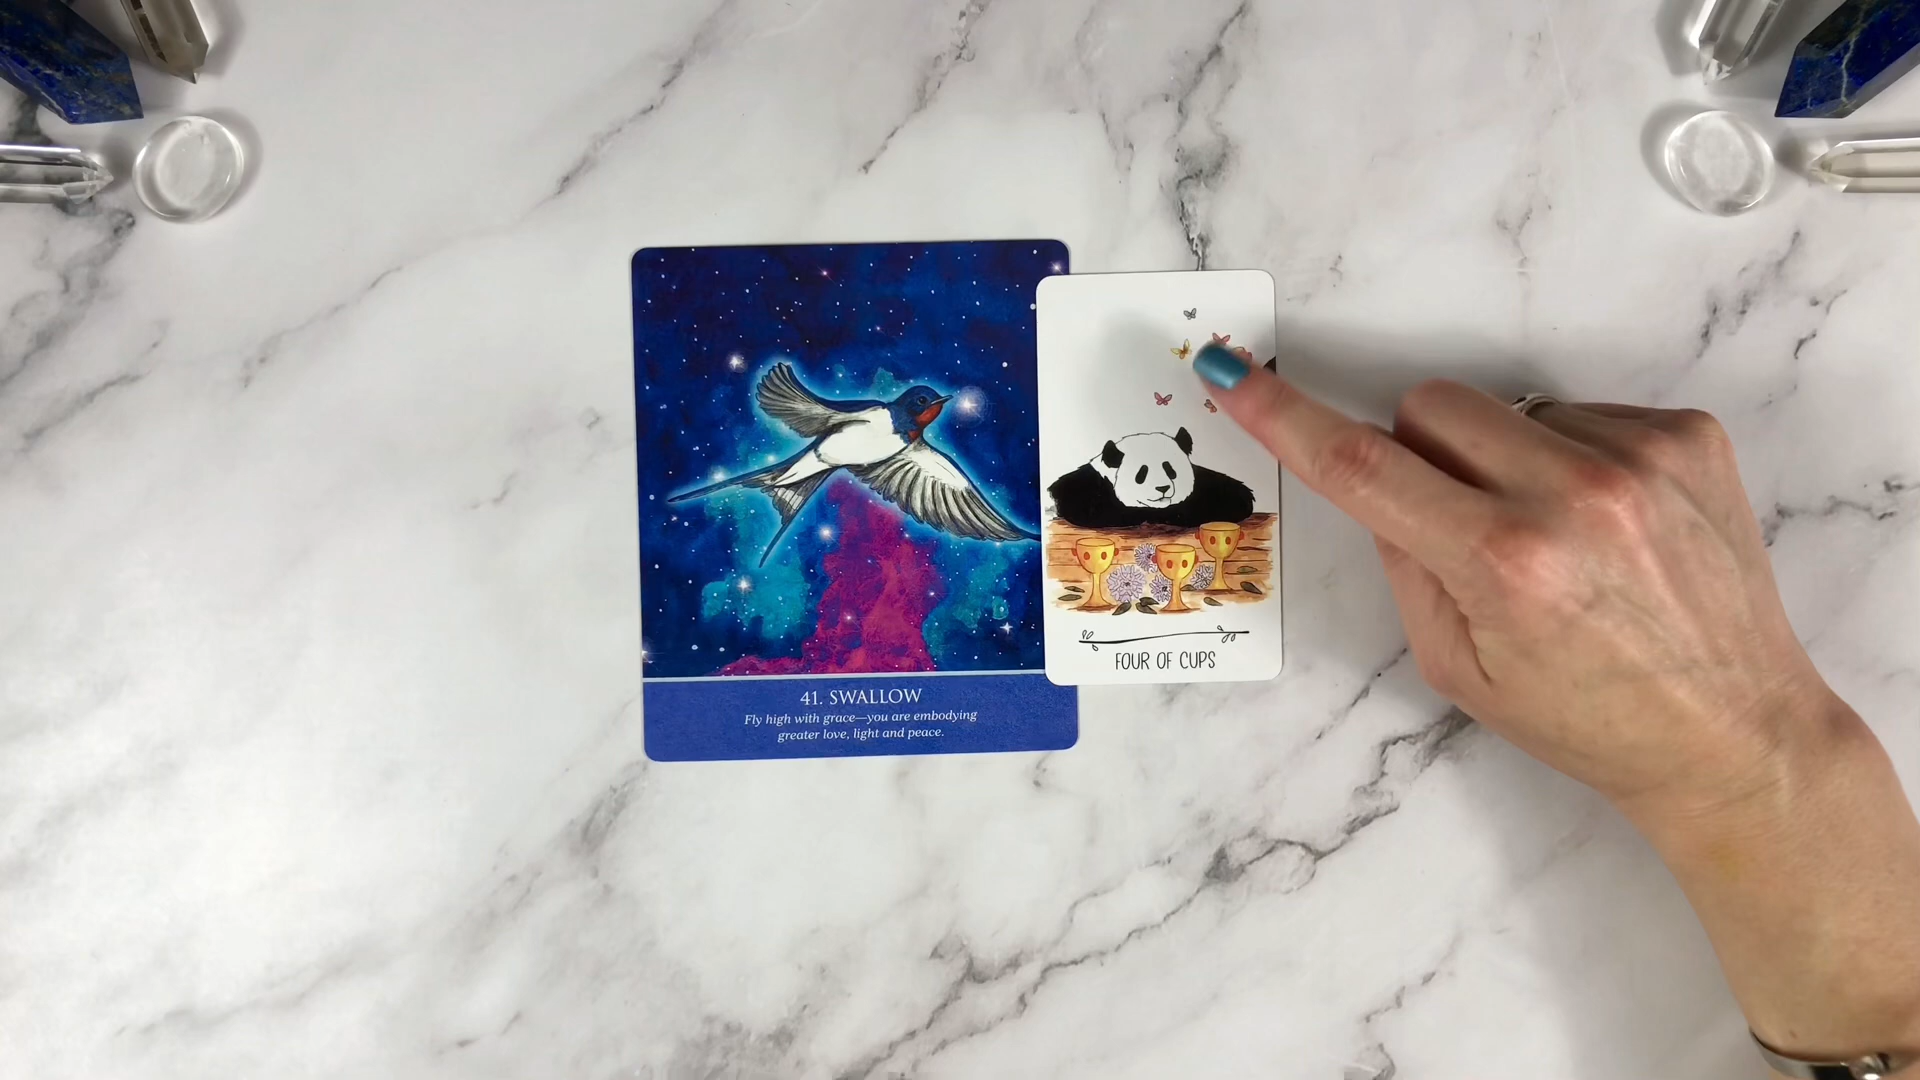 41. SWALLOW
Fly high with grace—you are embodying
greater love, light and peace.
FOUR OF CUPS